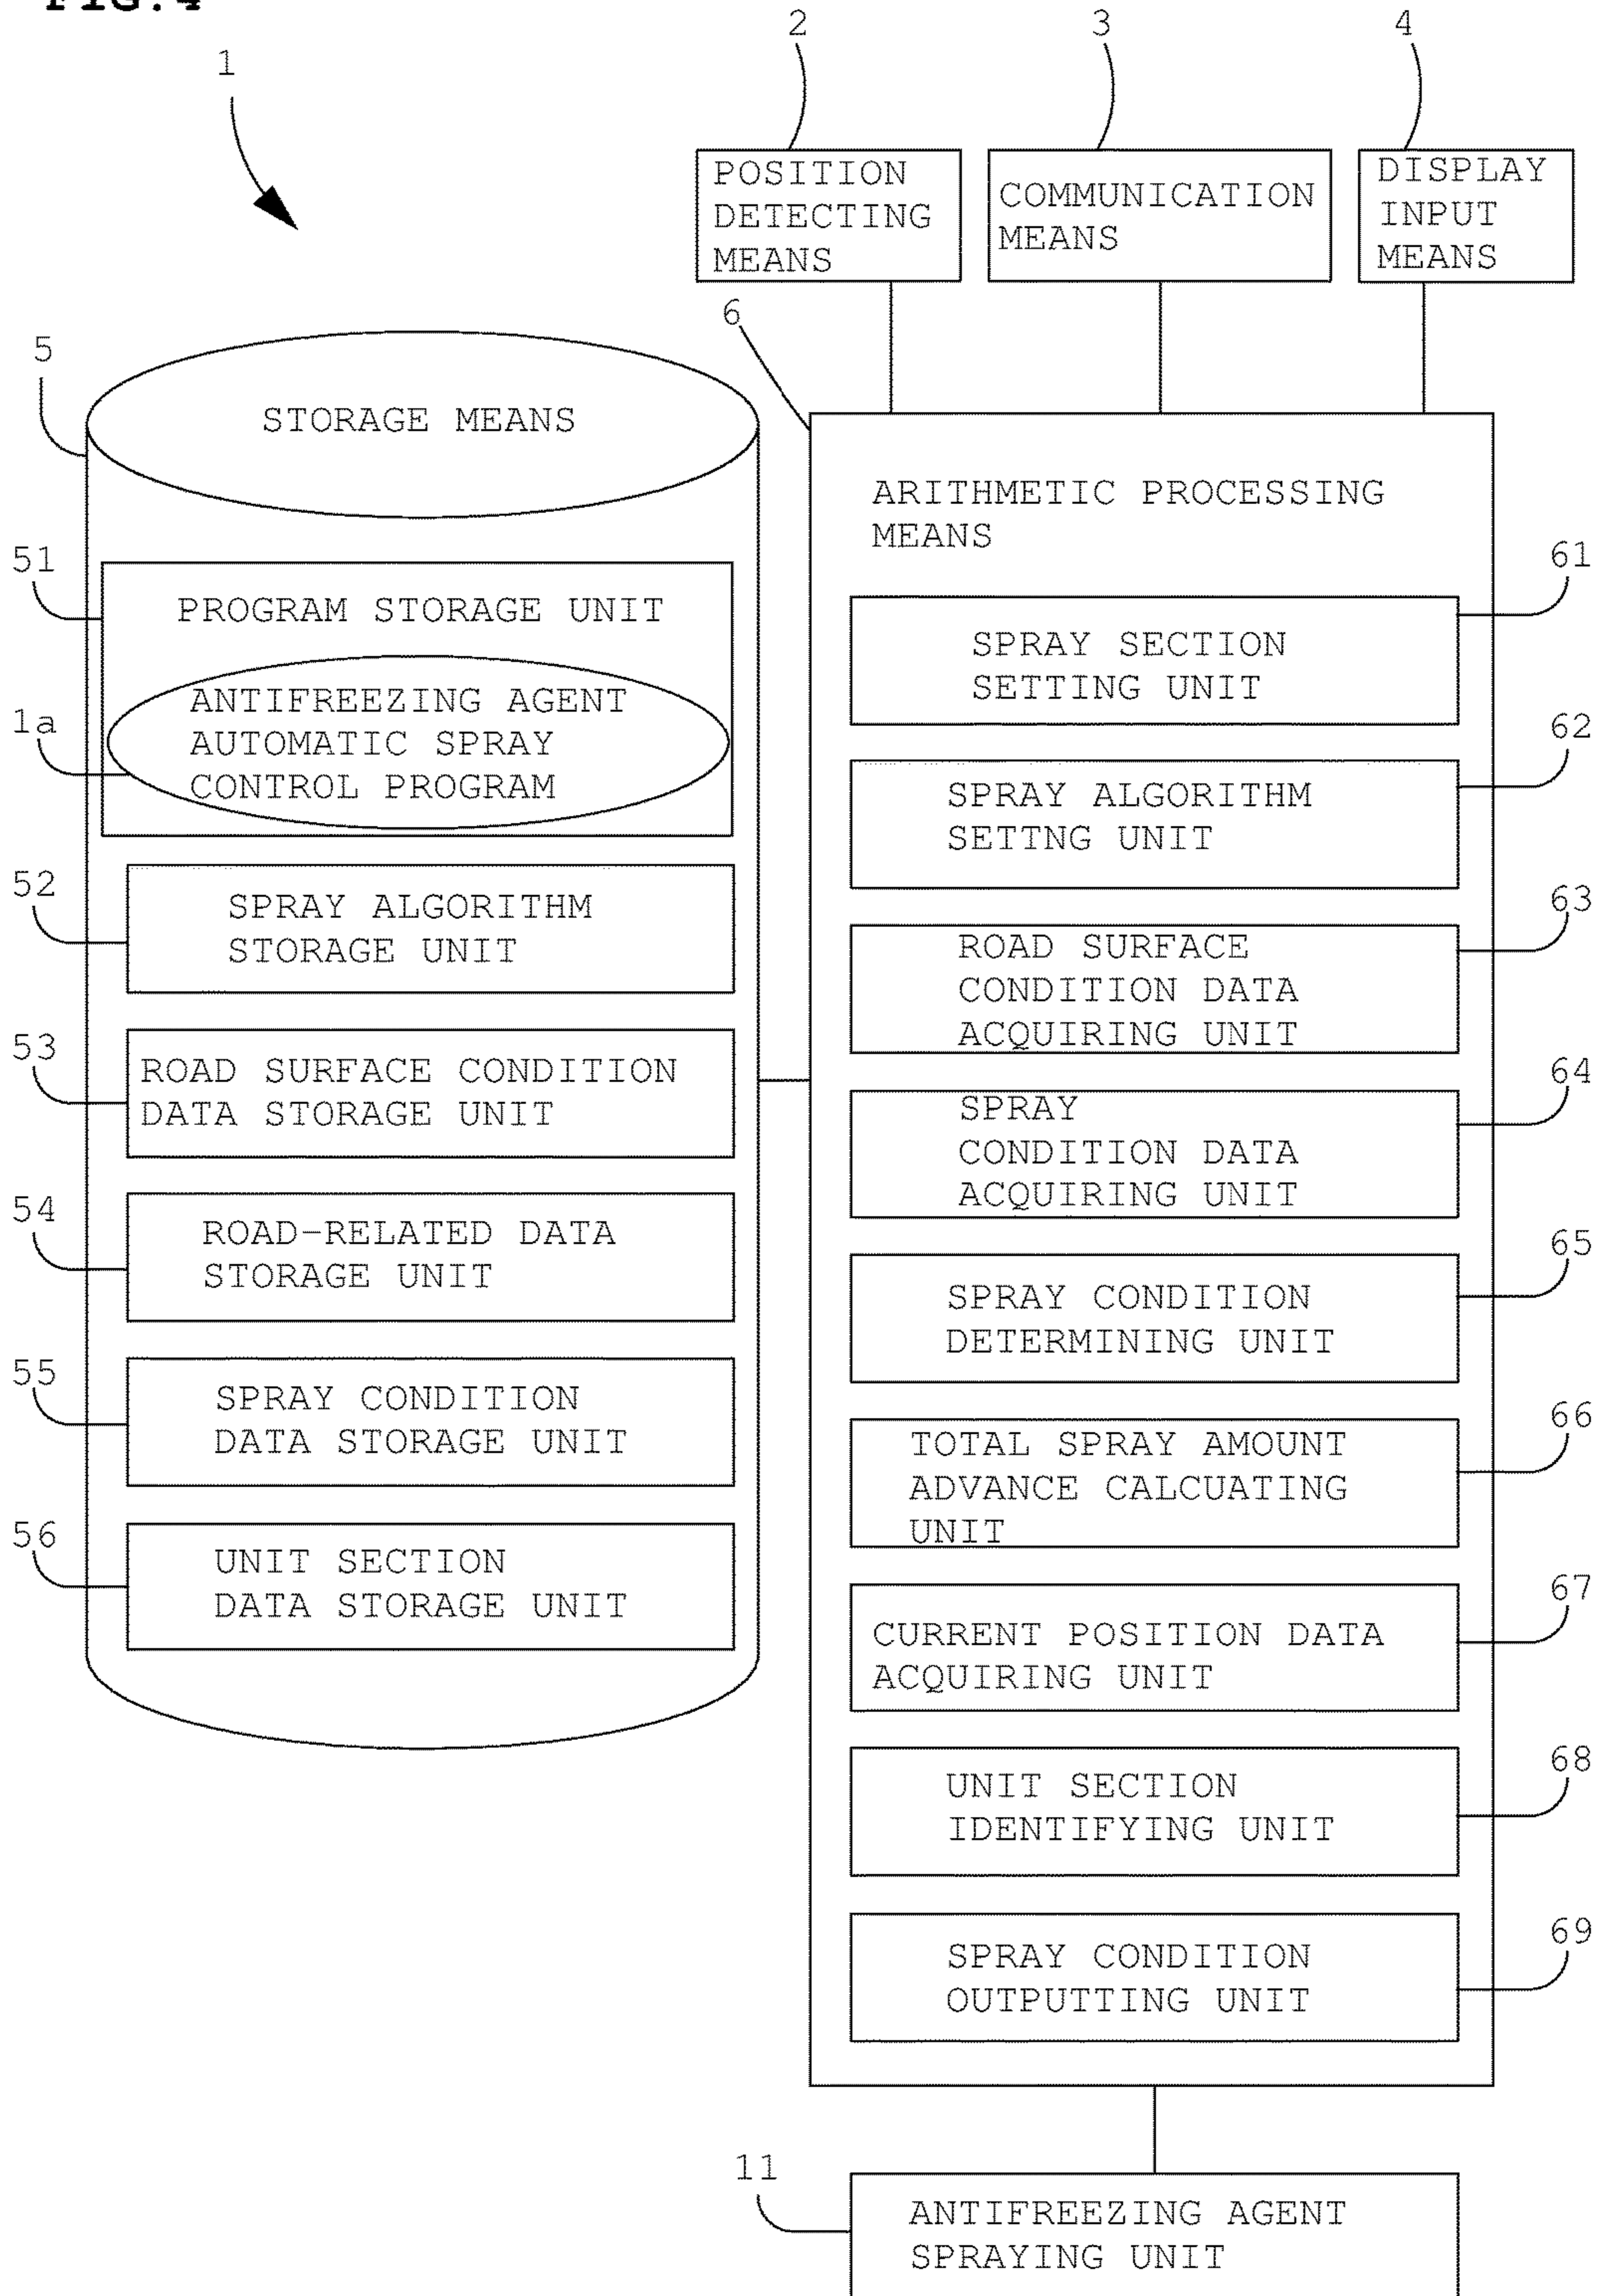 FIG.4
1
2
3
4
POSITION
DETECTING
MEANS
COMMUNICATION
MEANS
DISPLAY
INPUT
MEANS
5
STORAGE MEANS
51
PROGRAM STORAGE UNIT
1a
ANTIFREEZING AGENT
AUTOMATIC SPRAY
CONTROL PROGRAM
52
SPRAY ALGORITHM
STORAGE UNIT
53
ROAD SURFACE CONDITION
DATA STORAGE UNIT
54
ROAD-RELATED DATA
STORAGE UNIT
55
SPRAY CONDITION
DATA STORAGE UNIT
56
UNIT SECTION
DATA STORAGE UNIT
6
ARITHMETIC PROCESSING
MEANS
61
SPRAY SECTION
SETTING UNIT
62
SPRAY ALGORITHM
SETTNG UNIT
63
ROAD SURFACE
CONDITION DATA
ACQUIRING UNIT
64
SPRAY
CONDITION DATA
ACQUIRING UNIT
65
SPRAY CONDITION
DETERMINING UNIT
66
TOTAL SPRAY AMOUNT
ADVANCE CALCUATING
UNIT
67
CURRENT POSITION DATA
ACQUIRING UNIT
68
UNIT SECTION
IDENTIFYING UNIT
69
SPRAY CONDITION
OUTPUTTING UNIT
11
ANTIFREEZING AGENT
SPRAYING UNIT